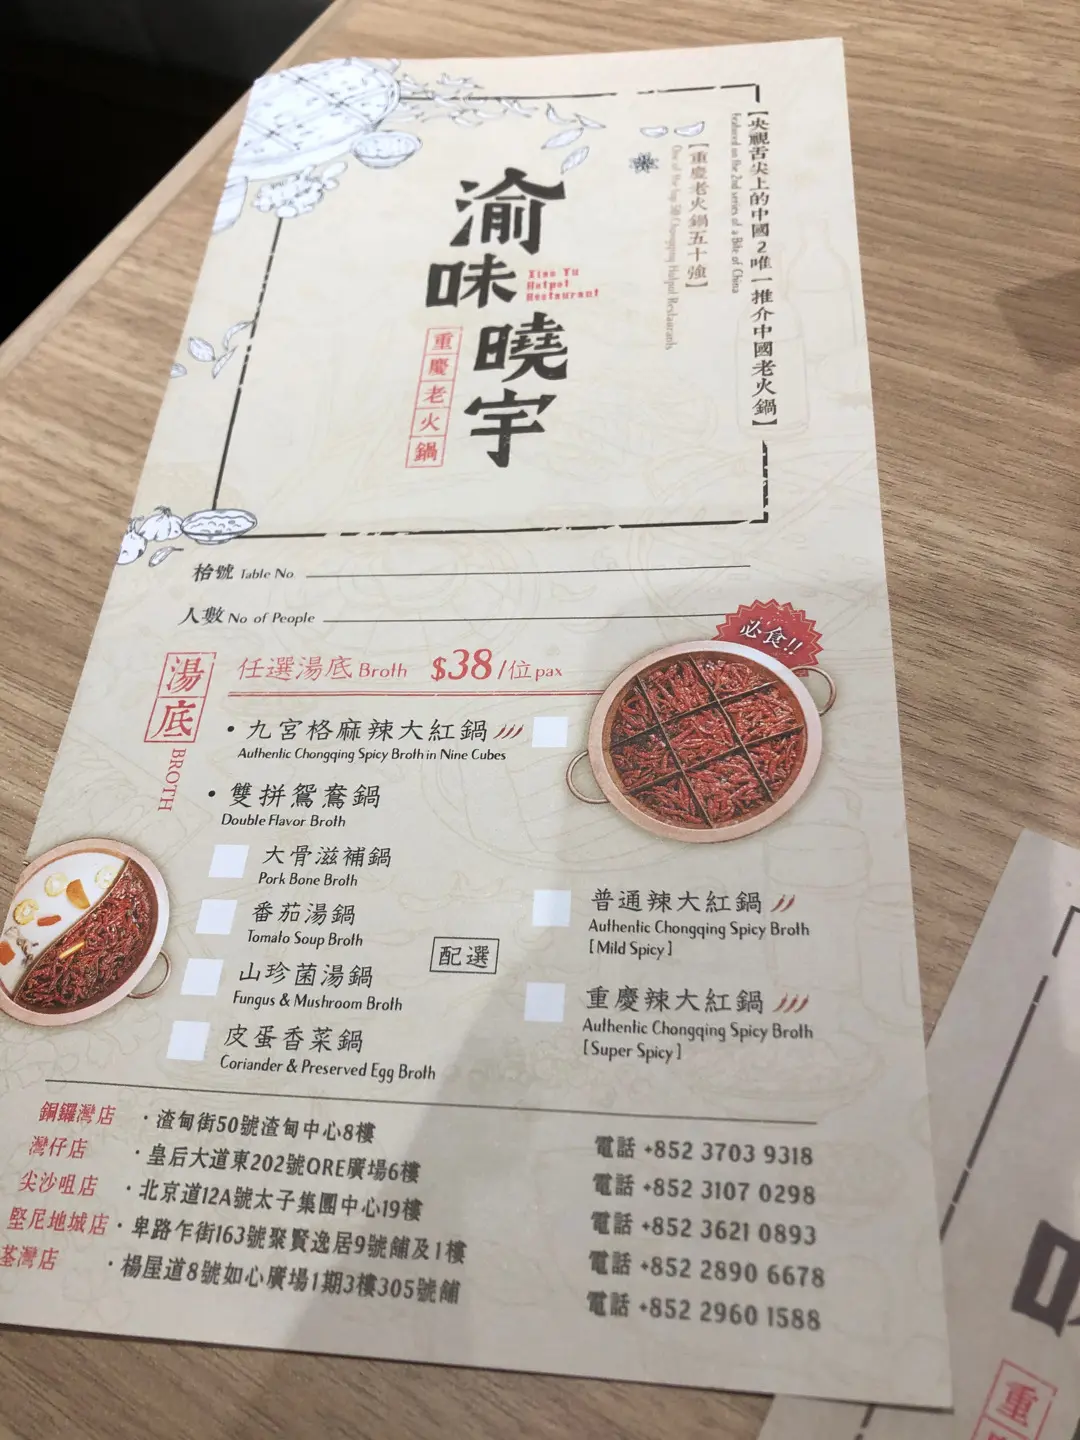 【央視舌尖上的中國2唯一推介中國老火鍋】
Featured on the 2nd series of a Bite of China
【重慶老火鍋五十強】
One of the top 50 Chongqing Hotpot Restaurants
渝味曉宇
Xiao Yu
Hotpot
Restaurant
重慶老火鍋
枱號 Table No
人數 No of People
必食!!
湯底
BROTH
任選湯底 Broth $38/位 pax
• 九宮格麻辣大紅鍋
Authentic Chongqing Spicy Broth in Nine Cubes
• 雙拼鴛鴦鍋
Double Flavor Broth
大骨滋補鍋
Pork Bone Broth
番茄湯鍋
Tomato Soup Broth
山珍菌湯鍋
Fungus & Mushroom Broth
皮蛋香菜鍋
Coriander & Preserved Egg Broth
配選
普通辣大紅鍋
Authentic Chongqing Spicy Broth
[Mild Spicy]
重慶辣大紅鍋
Authentic Chongqing Spicy Broth
[Super Spicy]
銅鑼灣店 · 渣甸街50號渣甸中心8樓 電話 +852 3703 9318
灣仔店 · 皇后大道東202號QRE廣場6樓 電話 +852 3107 0298
尖沙咀店 · 北京道12A號太子集團中心19樓 電話 +852 3621 0893
堅尼地城店 · 卑路乍街163號聚賢逸居9號舖及1樓 電話 +852 2890 6678
荃灣店 · 楊屋道8號如心廣場1期3樓305號舖 電話 +852 2960 1588
重